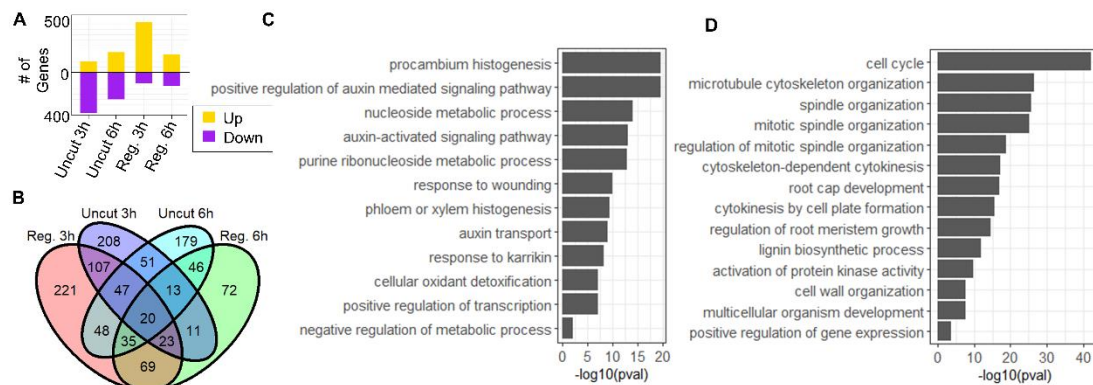 A
500
0
400
# of
Genes
Uncut 3h
Uncut 6h
Reg. 3h
Reg. 6h
Up
Down
B
Uncut 3h
Uncut 6h
Reg. 3h
Reg. 6h
208
179
107
51
46
221
47
13
72
20
48
11
35
23
69
C
procambium histogenesis
positive regulation of auxin mediated signaling pathway
nucleoside metabolic process
auxin-activated signaling pathway
purine ribonucleoside metabolic process
response to wounding
phloem or xylem histogenesis
auxin transport
response to karrikin
cellular oxidant detoxification
positive regulation of transcription
negative regulation of metabolic process
0 5 10 15 20
-log10(pval)
D
cell cycle
microtubule cytoskeleton organization
spindle organization
mitotic spindle organization
regulation of mitotic spindle organization
cytoskeleton-dependent cytokinesis
root cap development
cytokinesis by cell plate formation
regulation of root meristem growth
lignin biosynthetic process
activation of protein kinase activity
cell wall organization
multicellular organism development
positive regulation of gene expression
0 10 20 30 40
-log10(pval)